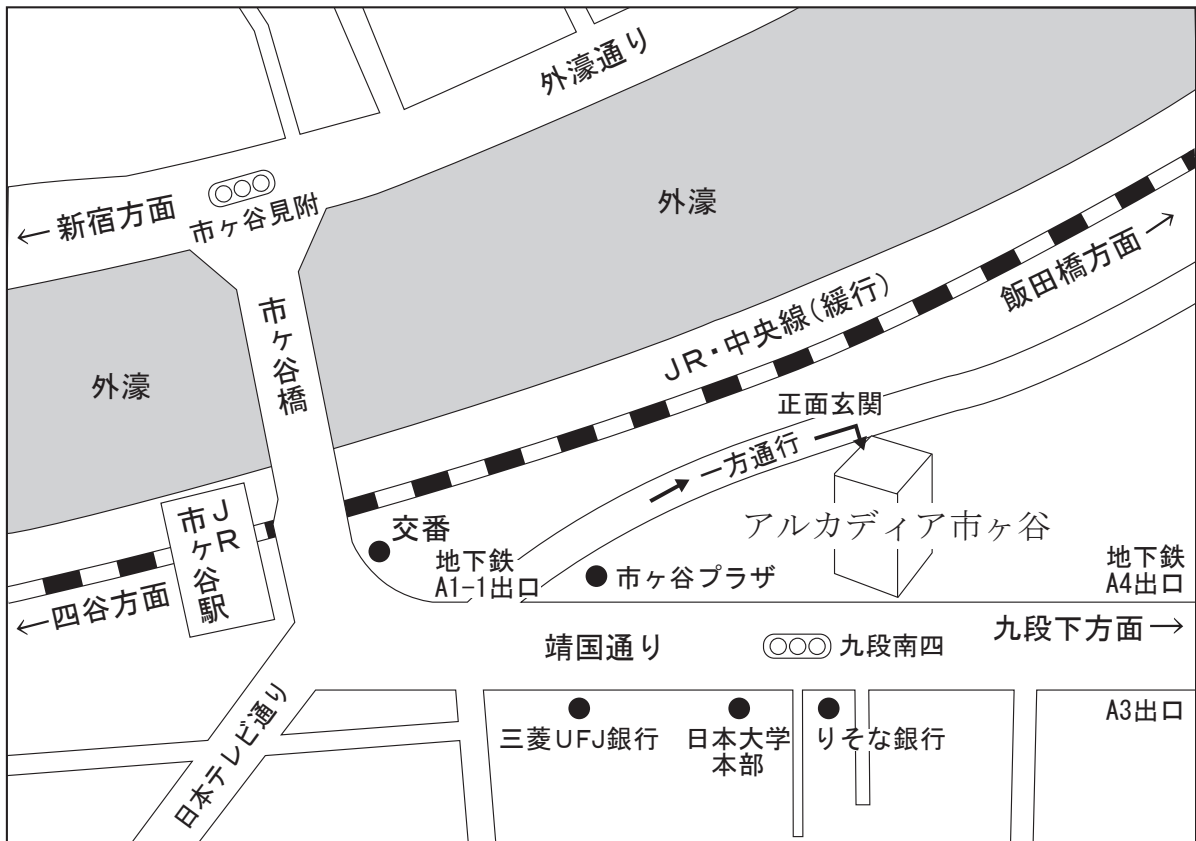 外濠通り
←新宿方面
市ヶ谷見附
外濠
市ヶ谷橋
外濠
JR・中央線(緩行)
飯田橋方面→
正面玄関
一方通行
アルカディア市ヶ谷
JR
市ヶ谷駅
交番
地下鉄
A1-1出口
市ヶ谷プラザ
地下鉄
A4出口
←四谷方面
靖国通り
九段南四
九段下方面→
日本テレビ通り
三菱UFJ銀行
日本大学
本部
りそな銀行
A3出口